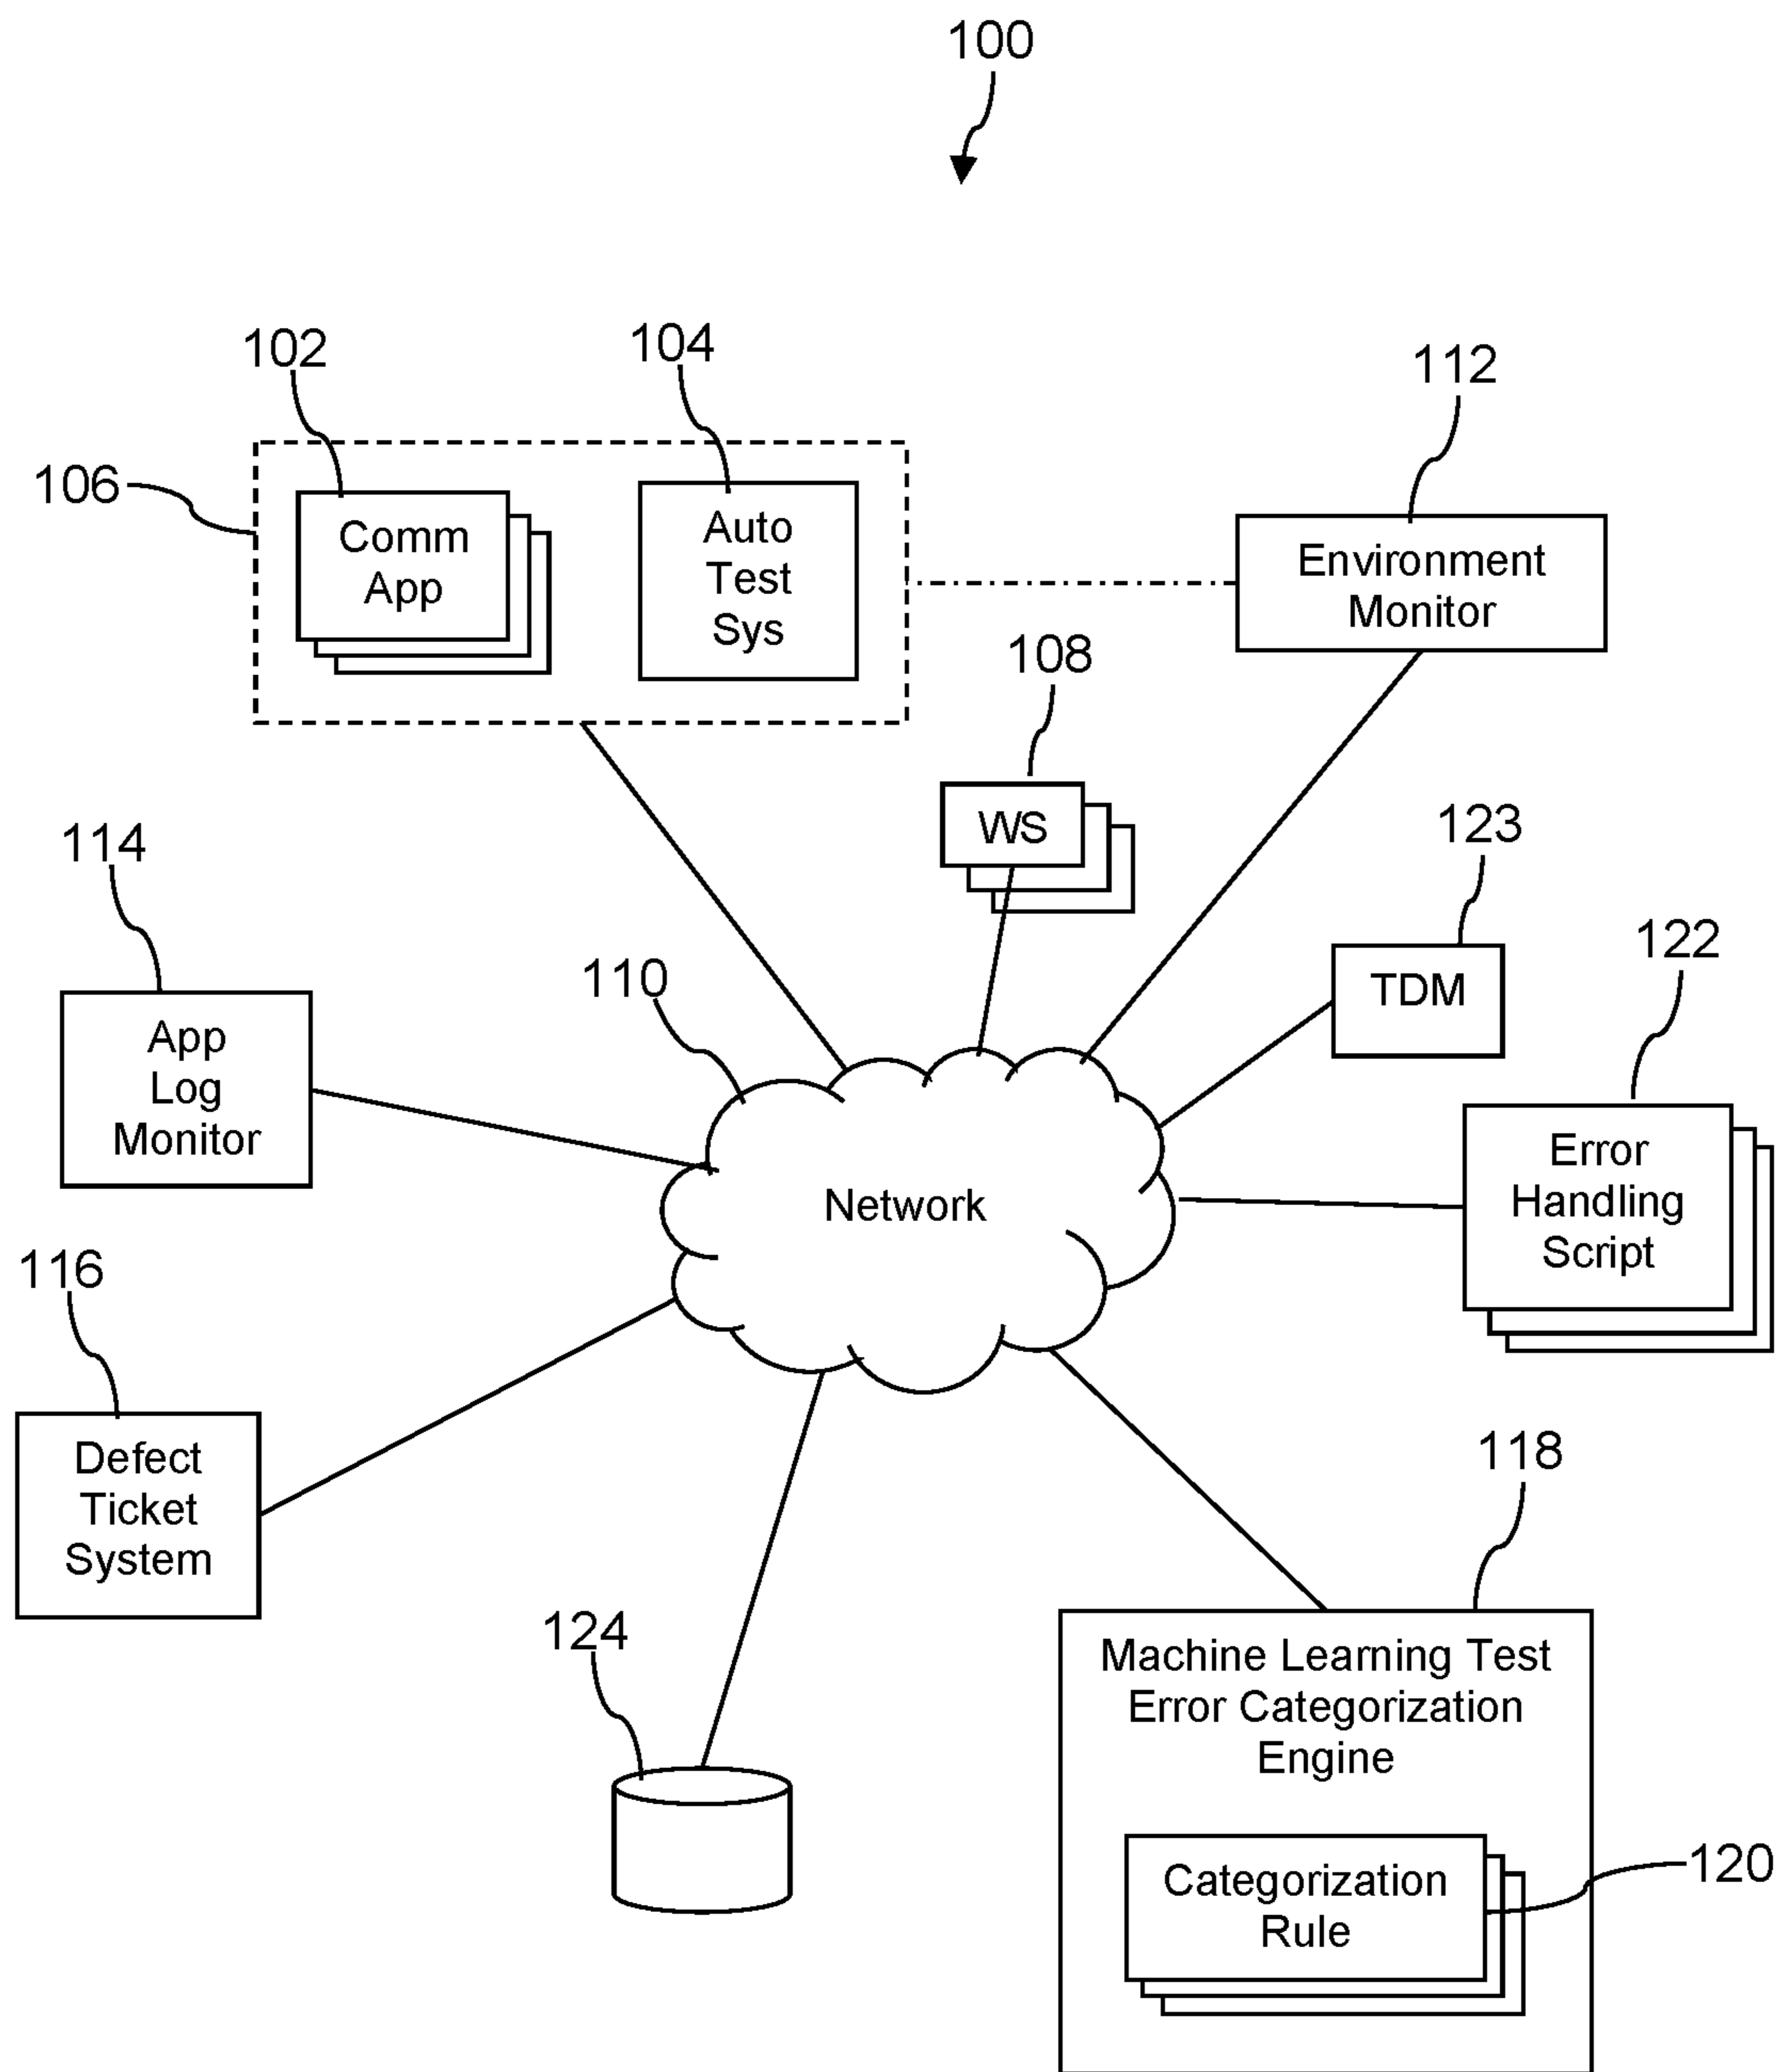 100
102
104
112
106
Comm
App
Auto
Test
Sys
Environment
Monitor
108
WS
114
123
TDM
122
110
App
Log
Monitor
Error
Handling
Script
Network
116
Defect
Ticket
System
118
Machine Learning Test
Error Categorization
Engine
124
Categorization
Rule
120